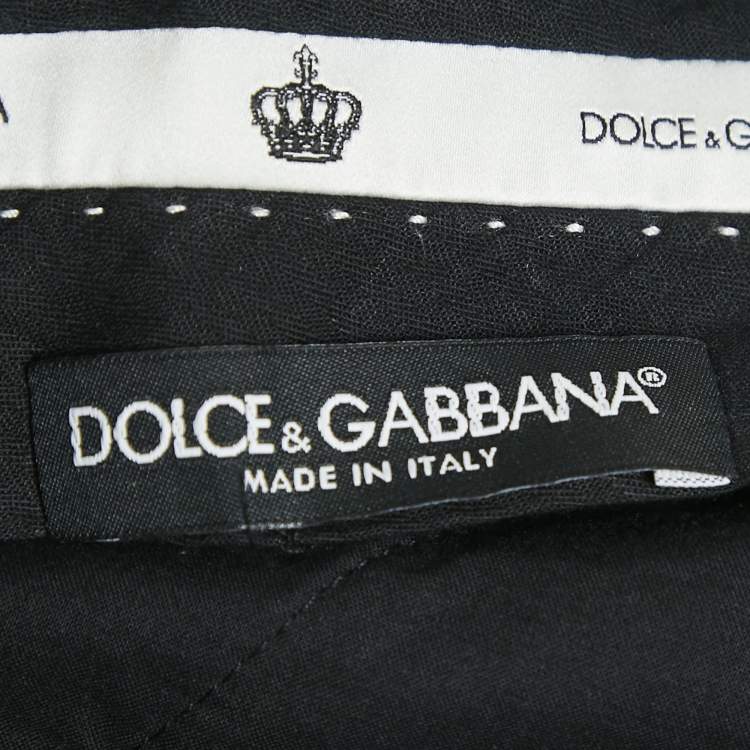 A
DOLCE & G
DOLCE & GABBANA®
MADE IN ITALY